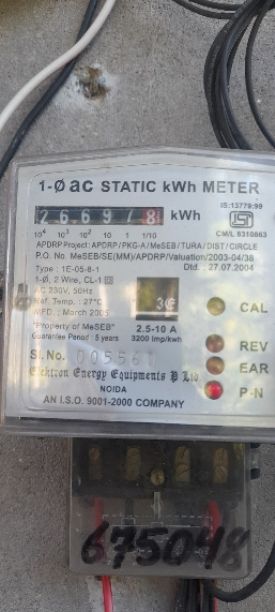 1-Ø ac STATIC kWh METER
IS:13779:99
266978 kWh
10⁴ 10³ 10² 10 1 1/10
CM/L 6310663
APDRP Project: APDRP/PKG-A/MeSEB/TURA/DIST/CIRCLE
P.O. No. MeSEB/SE(MM)/APDRP/Valuation/2003-04/38
Dtd. : 27.07.2004
Type : 1E-05-8-1
1-Ø, 2 Wire, CL-1
AC 230V, 50Hz
Ref. Temp. : 27°C
MFD. : March 2005
"Property of MeSEB"
Guarantee Period : 5 years
2.5-10 A
3200 imp/kwh
CAL
REV
EAR
P-N
Sl. No.
Elektron Energy Equipments P Ltd
NOIDA
AN I.S.O. 9001-2000 COMPANY
675048